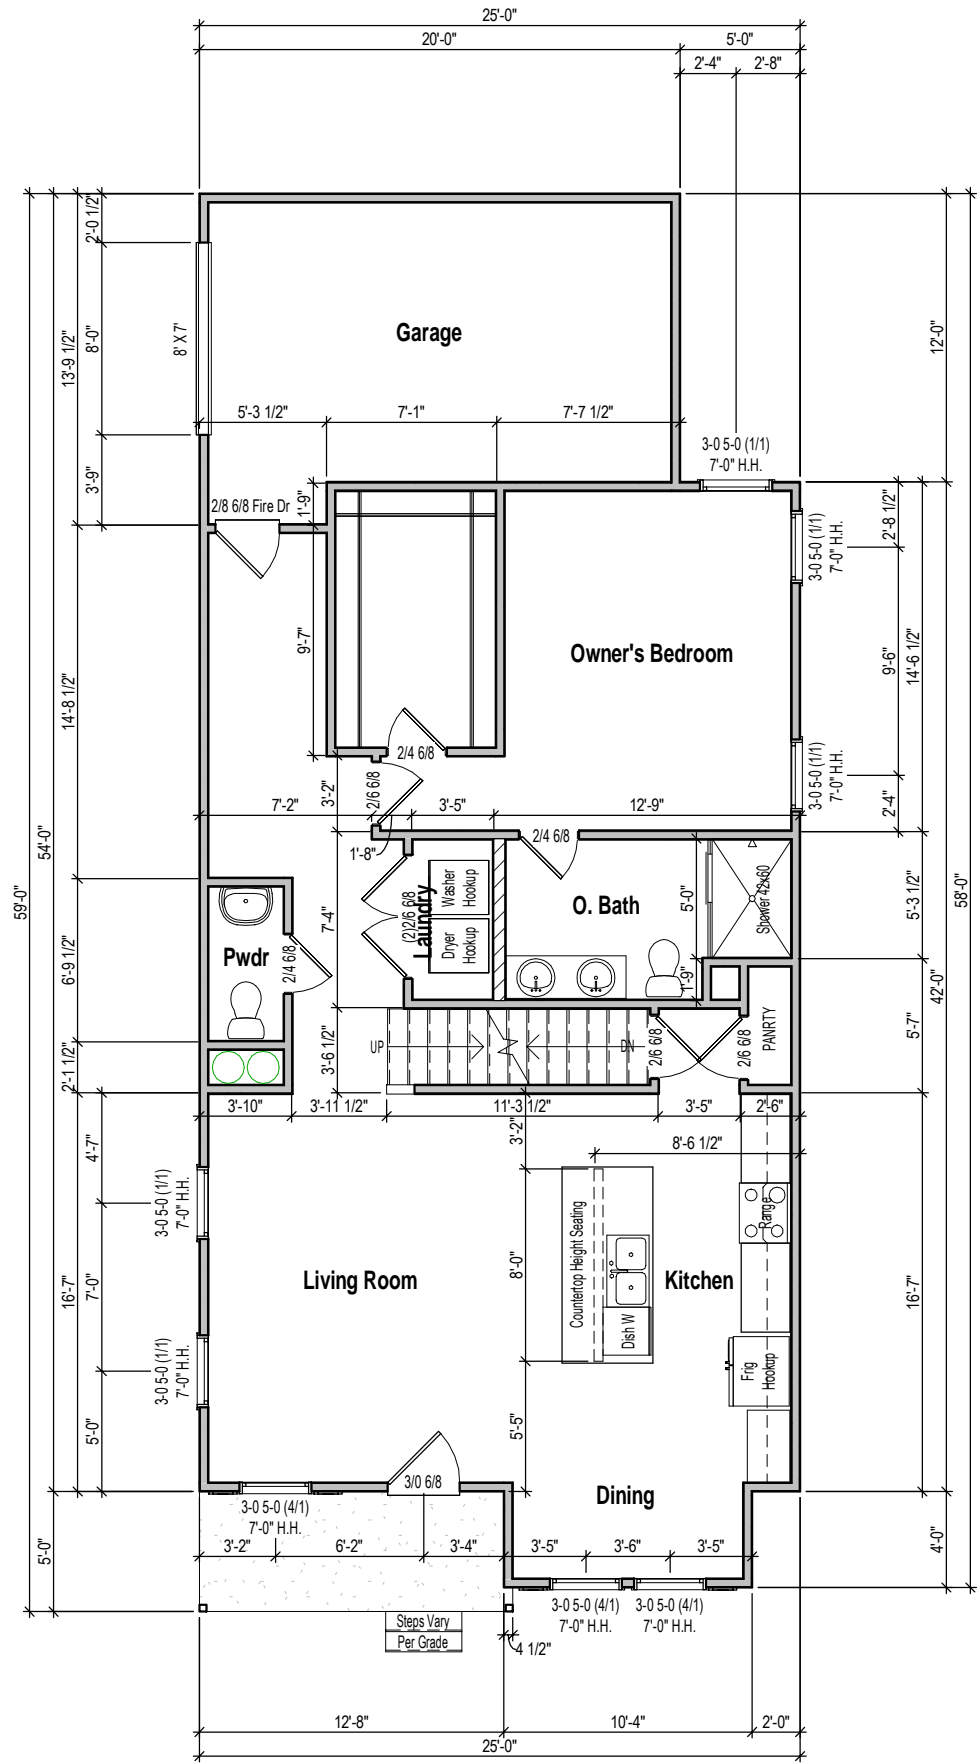 25'-0"
20'-0"
5'-0"
2'-4"
2'-8"
2'-0 1/2"
8'-0"
13'-9 1/2"
3'-9"
8' X 7'
Garage
12'-0"
5'-3 1/2"
7'-1"
7'-7 1/2"
3-0 5-0 (1/1)
7'-0" H.H.
2/8 6/8 Fire Dr
1'-9"
2'-8 1/2"
3-0 5-0 (1/1)
7'-0" H.H.
9'-7"
Owner's Bedroom
9'-6"
14'-6 1/2"
14'-8 1/2"
2/4 6/8
2/6 6/8
3'-2"
3-0 5-0 (1/1)
7'-0" H.H.
2'-4"
7'-2"
3'-5"
12'-9"
1'-8"
2/4 6/8
54'-0"
59'-0"
58'-0"
42'-0"
7'-4"
(2)2/6 6/8
Laundry
Washer
Hookup
Dryer
Hookup
O. Bath
5'-0"
Shower 42x60
5'-3 1/2"
Pwdr
2/4 6/8
6'-9 1/2"
1'-9"
5'-7"
2'-1 1/2"
3'-6 1/2"
UP
DN
2/6 6/8
2/6 6/8
PANRTY
3'-10"
3'-11 1/2"
11'-3 1/2"
3'-5"
2'-6"
4'-7"
3'-2"
8'-6 1/2"
3-0 5-0 (1/1)
7'-0" H.H.
Countertop Height Seating
8'-0"
Range
Living Room
Kitchen
16'-7"
7'-0"
16'-7"
Dish W
Frig
Hookup
3-0 5-0 (1/1)
7'-0" H.H.
5'-0"
5'-5"
3/0 6/8
Dining
3-0 5-0 (4/1)
7'-0" H.H.
3'-2"
6'-2"
3'-4"
3'-5"
3'-6"
3'-5"
5'-0"
4'-0"
3-0 5-0 (4/1)
7'-0" H.H.
3-0 5-0 (4/1)
7'-0" H.H.
Steps Vary
Per Grade
4 1/2"
12'-8"
10'-4"
2'-0"
25'-0"